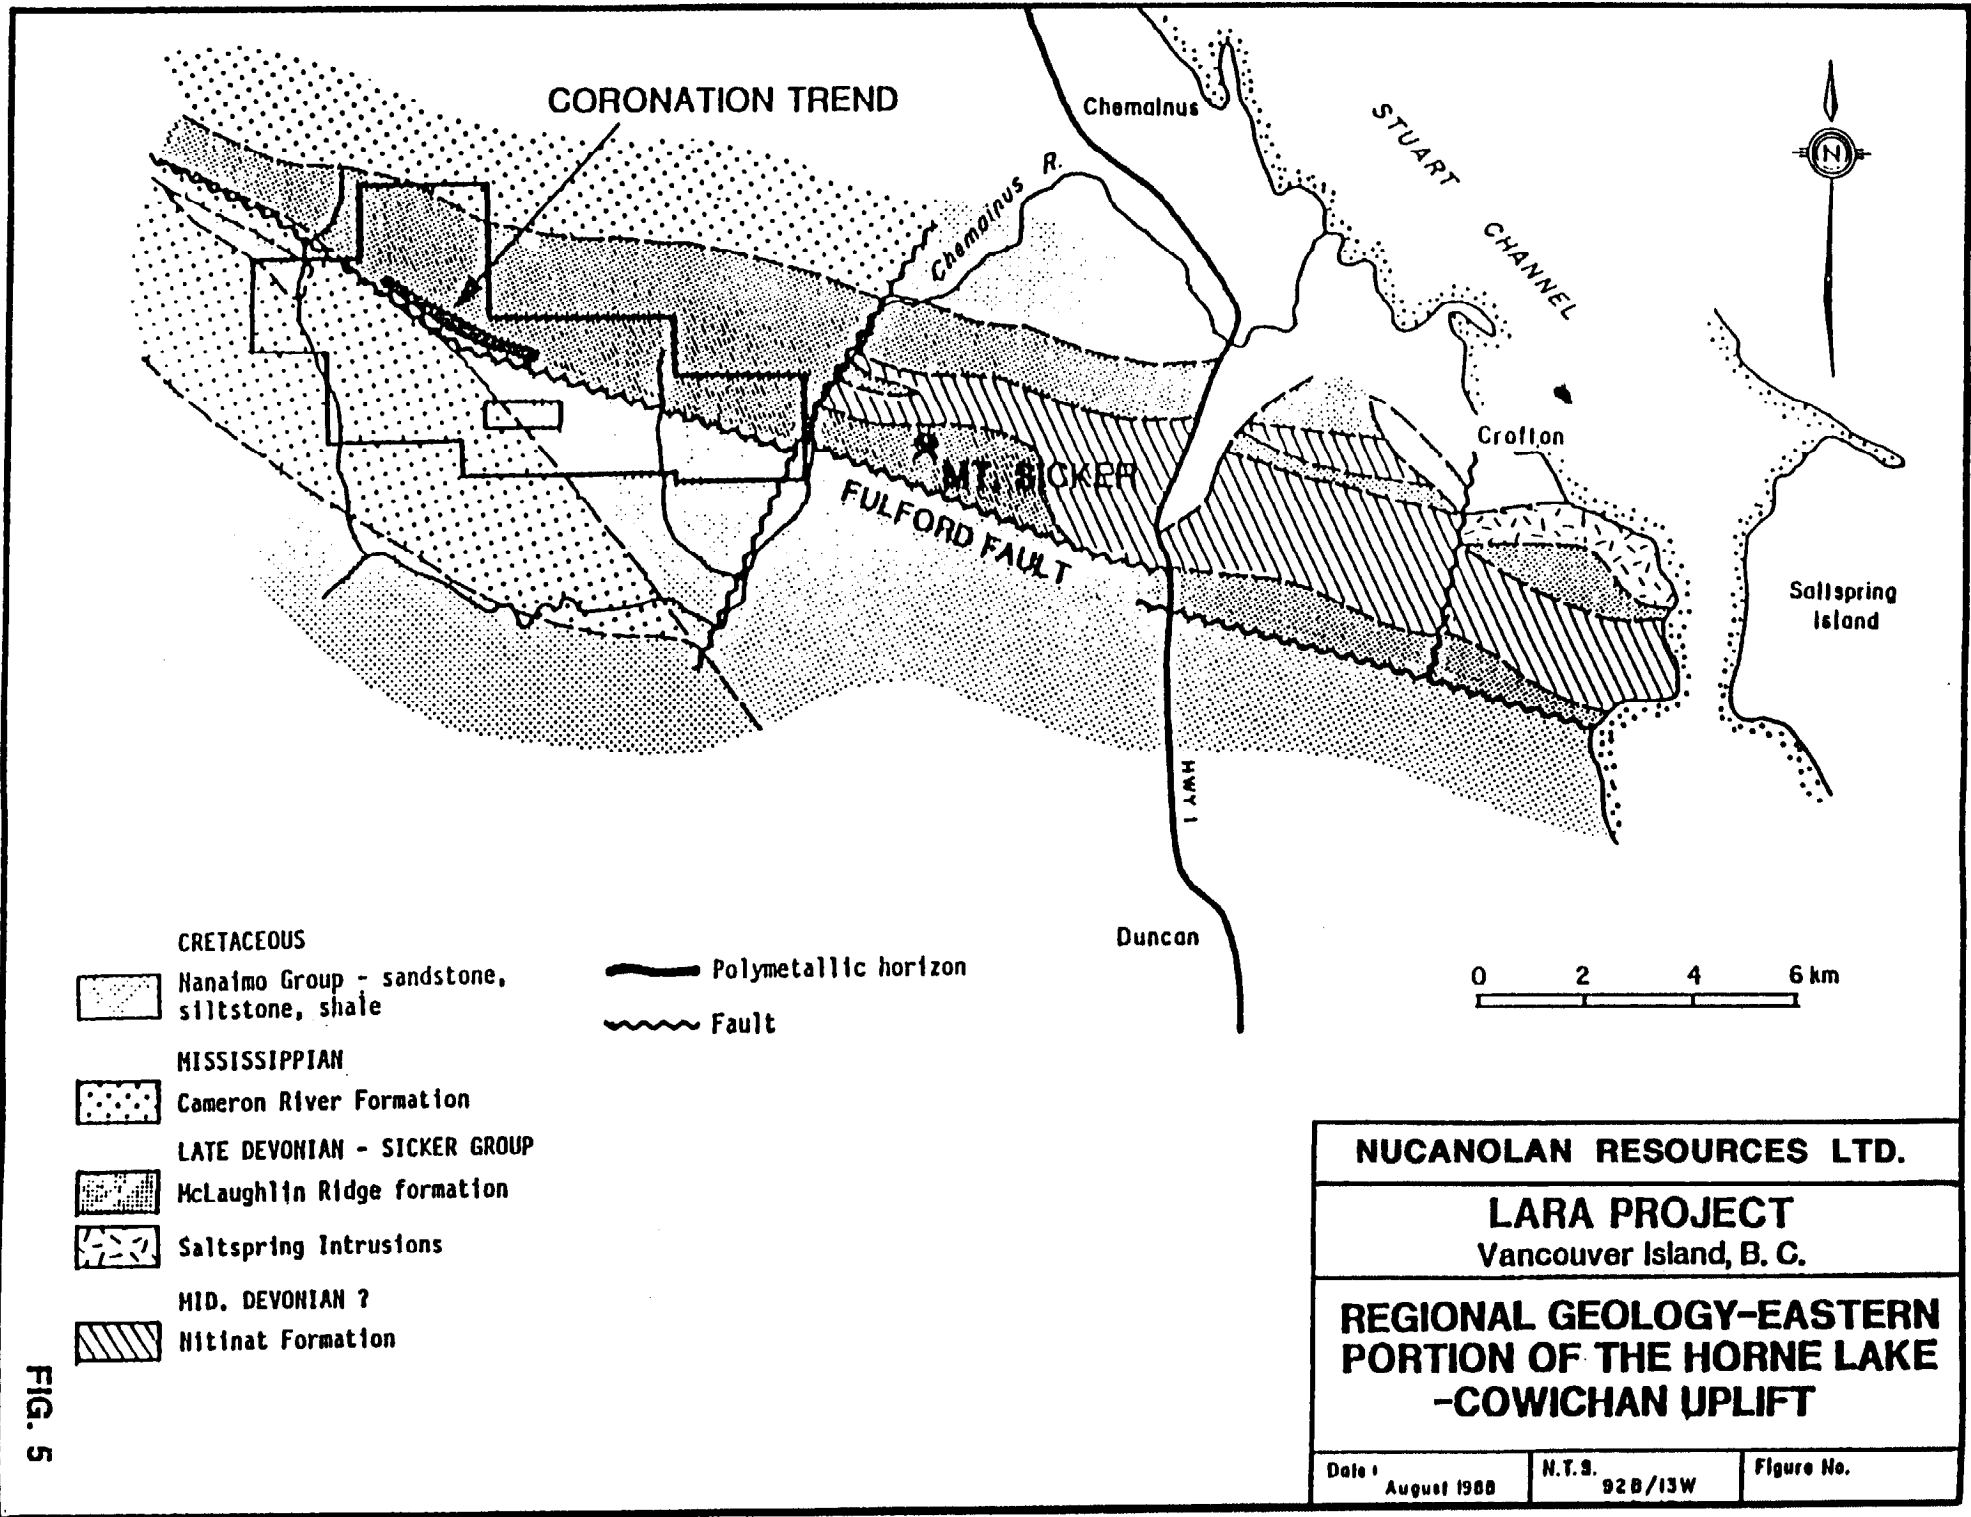 CORONATION TREND
Chemainus
STUART CHANNEL
Chemainus R.
N
Crofton
MT. SICKER
FULFORD FAULT
Saltspring
Island
HWY 1
Duncan
0 2 4 6 km
CRETACEOUS
Nanaimo Group - sandstone,
siltstone, shale
MISSISSIPPIAN
Cameron River Formation
LATE DEVONIAN - SICKER GROUP
McLaughlin Ridge formation
Saltspring Intrusions
MID. DEVONIAN ?
Nitinat Formation
Polymetallic horizon
Fault
FIG. 5
NUCANOLAN RESOURCES LTD.
LARA PROJECT
Vancouver Island, B. C.
REGIONAL GEOLOGY-EASTERN
PORTION OF THE HORNE LAKE
-COWICHAN UPLIFT
Date:
August 1988
N.T.S.
92B/13W
Figure No.